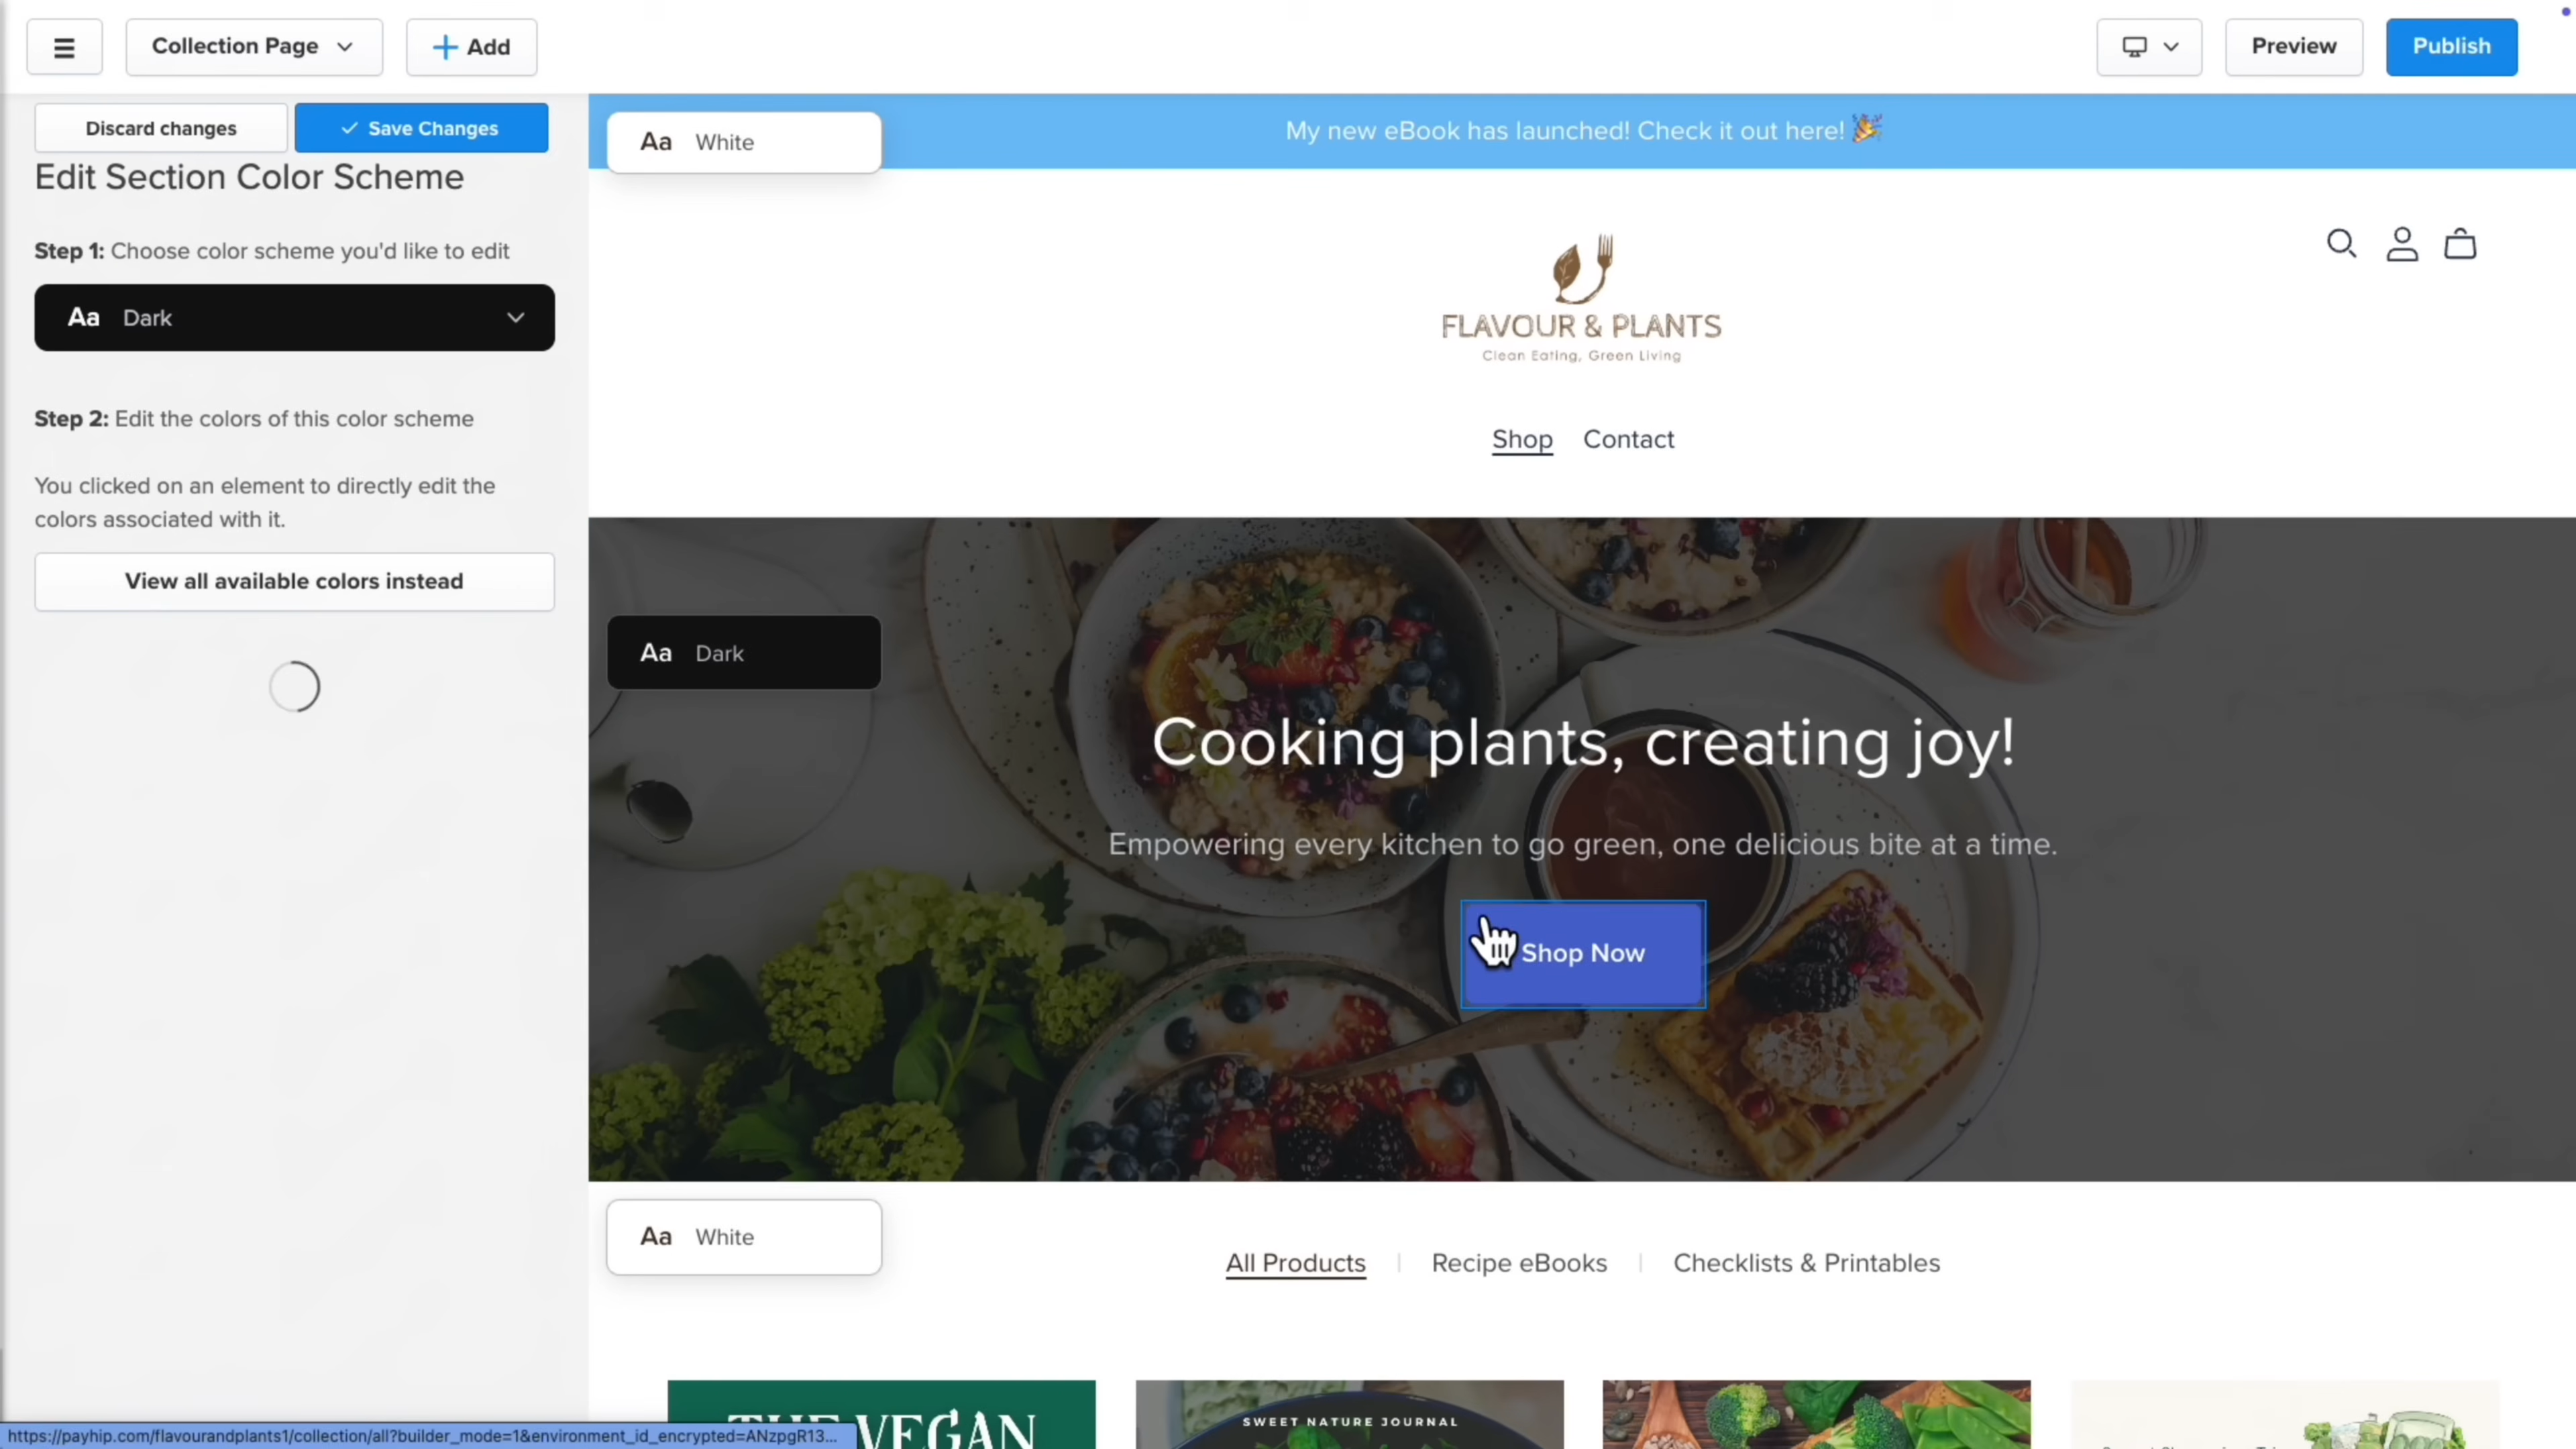 Collection Page
Add
Preview
Publish
Discard changes
Save Changes
Edit Section Color Scheme
Step 1: Choose color scheme you'd like to edit
Aa Dark
Step 2: Edit the colors of this color scheme
You clicked on an element to directly edit the
colors associated with it.
View all available colors instead
Aa White
My new eBook has launched! Check it out here! 🎉
FLAVOUR & PLANTS
Clean Eating, Green Living
Shop Contact
Aa Dark
Cooking plants, creating joy!
Empowering every kitchen to go green, one delicious bite at a time.
Shop Now
Aa White
All Products | Recipe eBooks | Checklists & Printables
THE VEGAN
SWEET NATURE JOURNAL
https://payhip.com/flavourandplants1/collection/all?builder_mode=1&environment_id_encrypted=ANzpgR13...